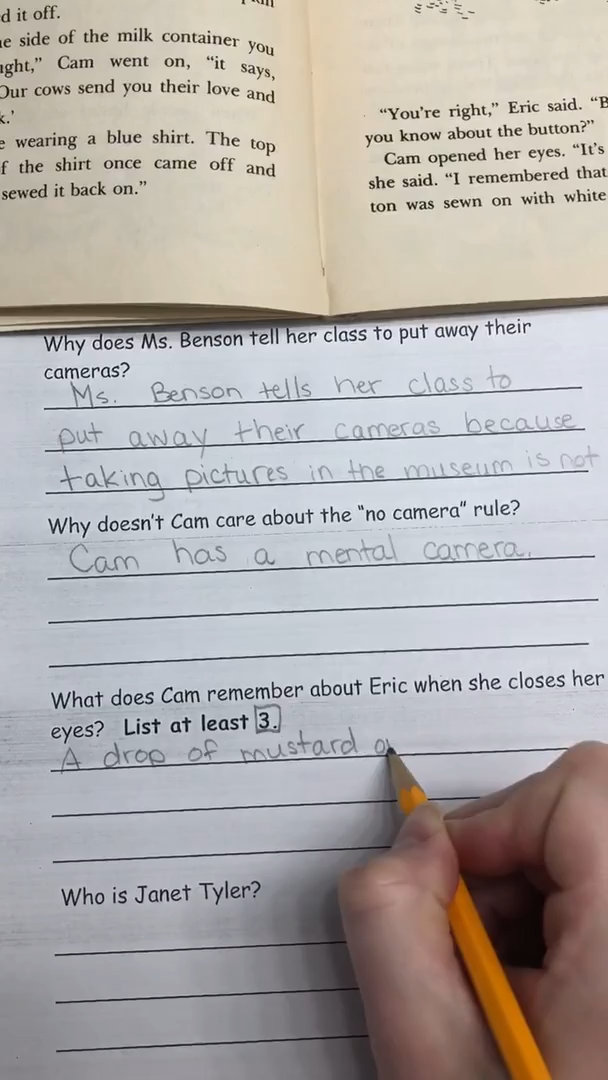 d it off.
e side of the milk container you
ught," Cam went on, "it says,
Our cows send you their love and
k.'
e wearing a blue shirt. The top
f the shirt once came off and
sewed it back on."
"You're right," Eric said. "B
you know about the button?"
Cam opened her eyes. "It's
she said. "I remembered that
ton was sewn on with white
Why does Ms. Benson tell her class to put away their
cameras?
Ms. Benson tells her class to
put away their cameras because
taking pictures in the museum is not
Why doesn't Cam care about the "no camera" rule?
Cam has a mental camera.
What does Cam remember about Eric when she closes her
eyes? List at least 3.
A drop of mustard o
Who is Janet Tyler?